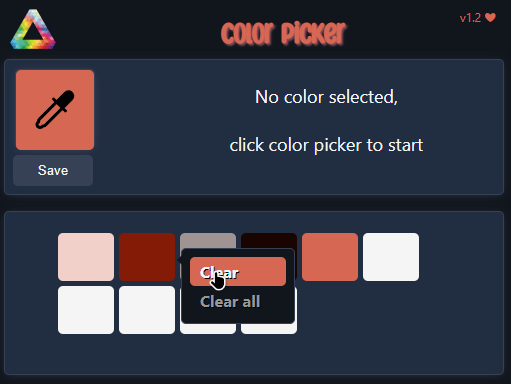 color picker
v1.2
No color selected,
click color picker to start
Save
Clear
Clear all